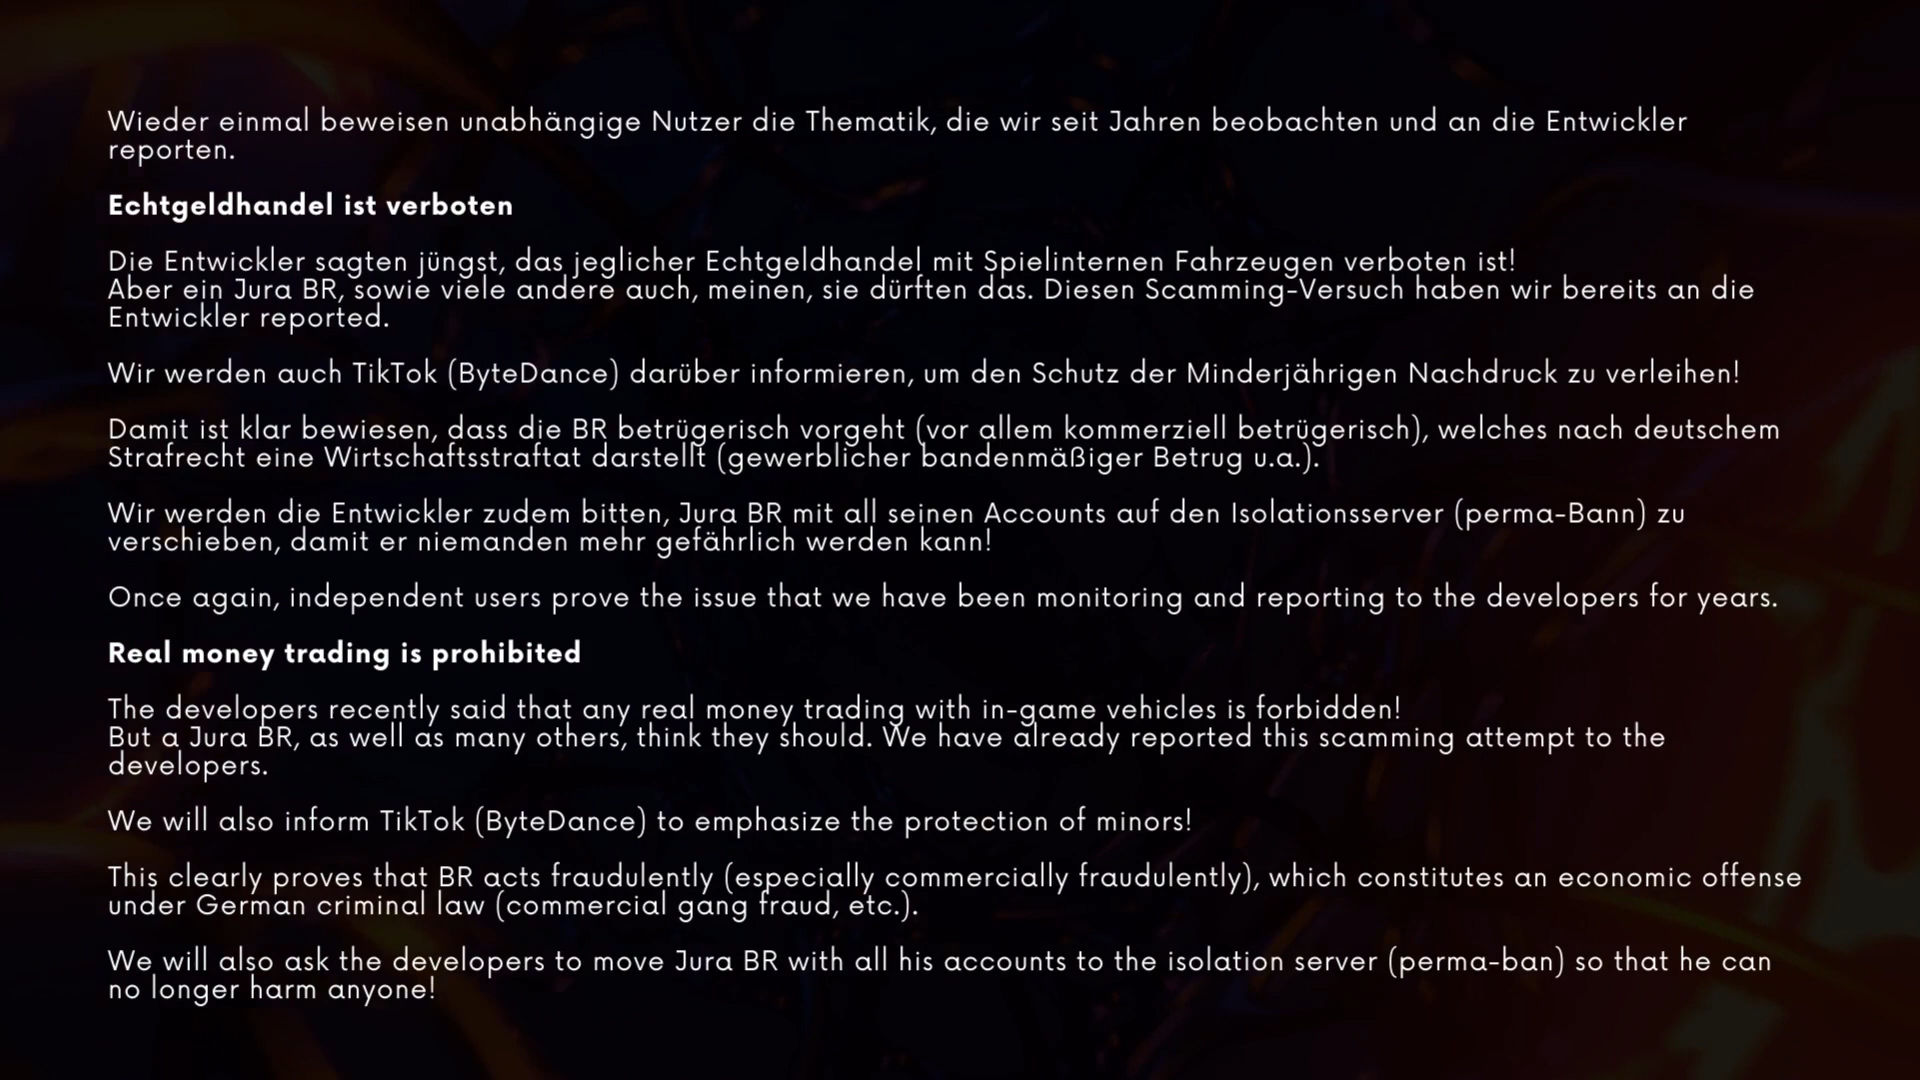 Wieder einmal beweisen unabhängige Nutzer die Thematik, die wir seit Jahren beobachten und an die Entwickler
reporten.
Echtgeldhandel ist verboten
Die Entwickler sagten jüngst, das jeglicher Echtgeldhandel mit Spielinternen Fahrzeugen verboten ist!
Aber ein Jura BR, sowie viele andere auch, meinen, sie dürften das. Diesen Scamming-Versuch haben wir bereits an die
Entwickler reported.
Wir werden auch TikTok (ByteDance) darüber informieren, um den Schutz der Minderjährigen Nachdruck zu verleihen!
Damit ist klar bewiesen, dass die BR betrügerisch vorgeht (vor allem kommerziell betrügerisch), welches nach deutschem
Strafrecht eine Wirtschaftsstraftat darstellt (gewerblicher bandenmäßiger Betrug u.a.).
Wir werden die Entwickler zudem bitten, Jura BR mit all seinen Accounts auf den Isolationsserver (perma-Bann) zu
verschieben, damit er niemanden mehr gefährlich werden kann!
Once again, independent users prove the issue that we have been monitoring and reporting to the developers for years.
Real money trading is prohibited
The developers recently said that any real money trading with in-game vehicles is forbidden!
But a Jura BR, as well as many others, think they should. We have already reported this scamming attempt to the
developers.
We will also inform TikTok (ByteDance) to emphasize the protection of minors!
This clearly proves that BR acts fraudulently (especially commercially fraudulently), which constitutes an economic offense
under German criminal law (commercial gang fraud, etc.).
We will also ask the developers to move Jura BR with all his accounts to the isolation server (perma-ban) so that he can
no longer harm anyone!